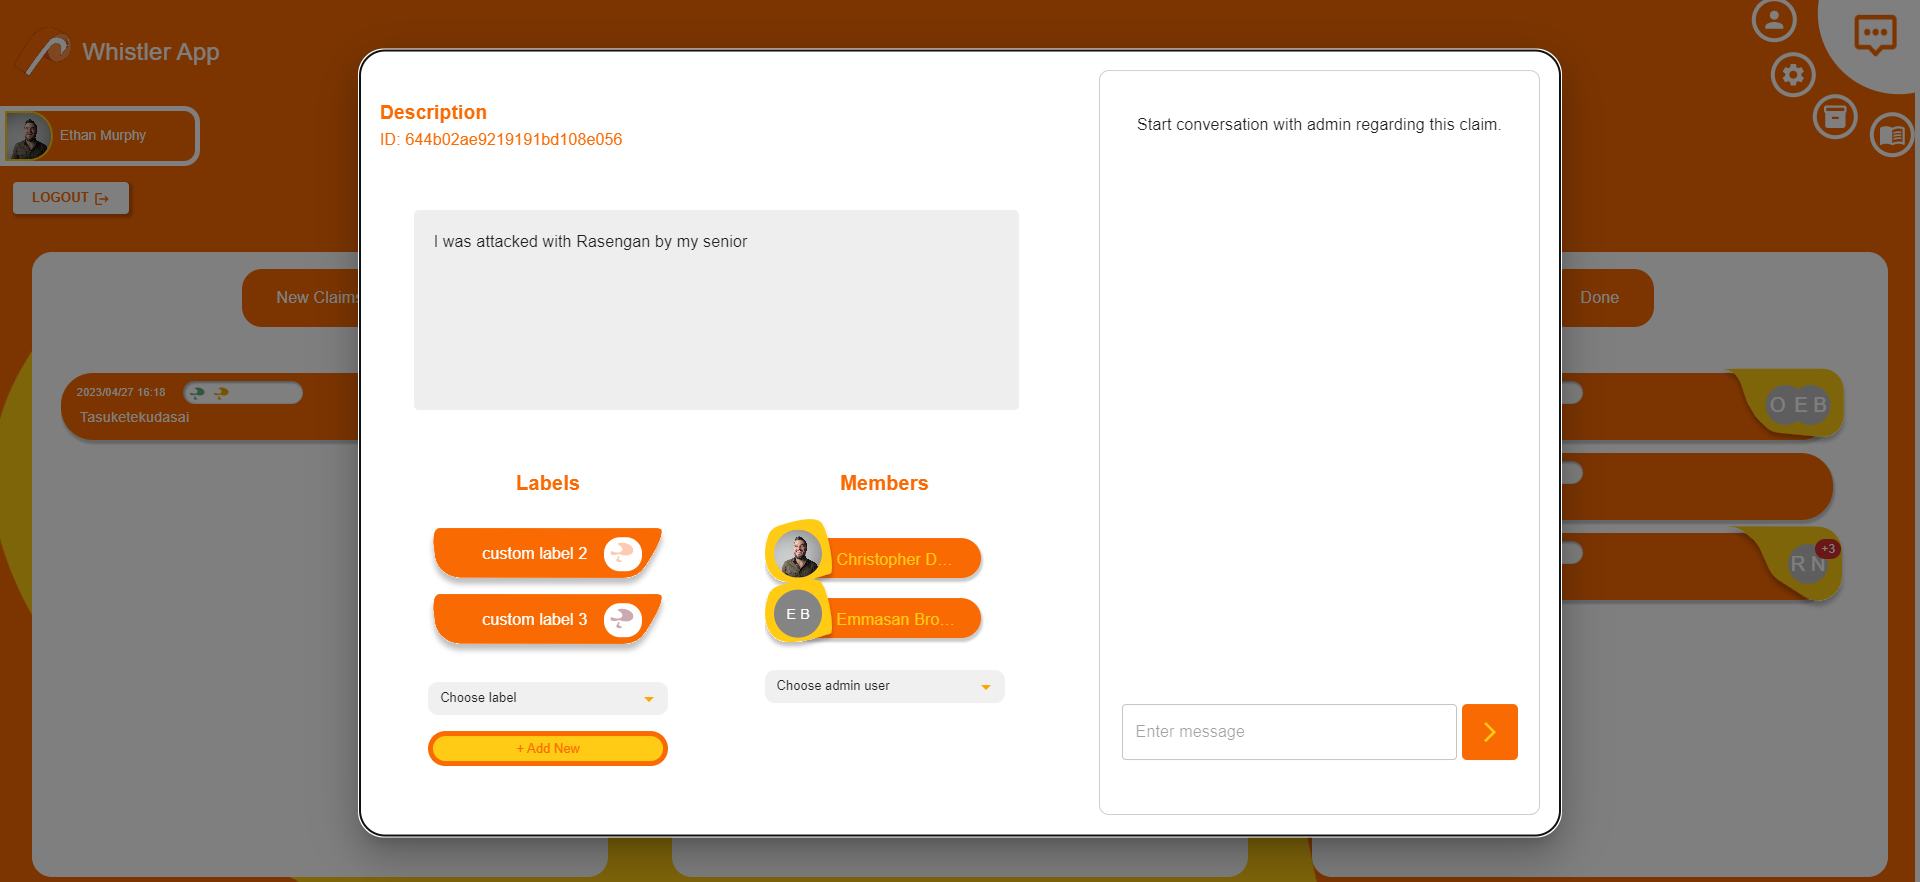 Whistler App
Ethan Murphy
LOGOUT
New Claims
2023/04/27 16:18
Tasuketekudasai
Description
ID: 644b02ae9219191bd108e056
I was attacked with Rasengan by my senior
Labels
custom label 2
custom label 3
Choose label
+ Add New
Members
Christopher D...
E B
Emmasan Bro...
Choose admin user
Start conversation with admin regarding this claim.
Enter message
Done
O E B
R N +3